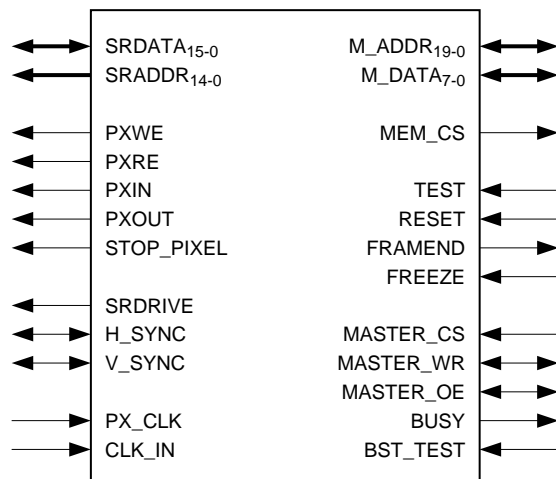 SRDATA15-0
SRADDR14-0
PXWE
PXRE
PXIN
PXOUT
STOP_PIXEL
SRDRIVE
H_SYNC
V_SYNC
PX_CLK
CLK_IN
M_ADDR19-0
M_DATA7-0
MEM_CS
TEST
RESET
FRAMEND
FREEZE
MASTER_CS
MASTER_WR
MASTER_OE
BUSY
BST_TEST